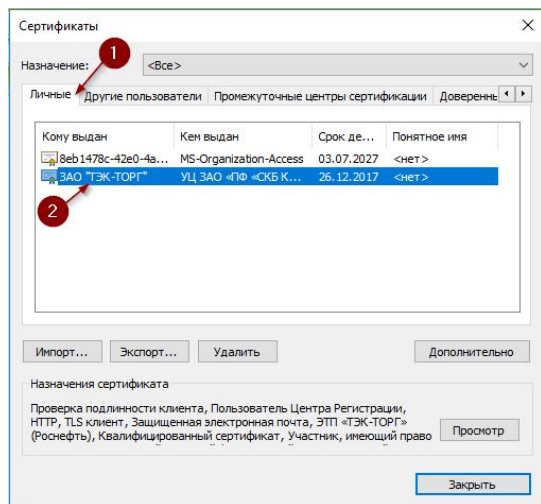 Сертификаты
1
Назначение: <Все>
Личные Другие пользователи Промежуточные центры сертификации Доверенны
Кому выдан Кем выдан Срок де... Понятное имя
8eb1478c-42e0-4a... MS-Organization-Access 03.07.2027 <нет>
ЗАО "ТЭК-ТОРГ" УЦ ЗАО «ПФ «СКБ К... 26.12.2017 <нет>
2
Импорт... Экспорт... Удалить Дополнительно
Назначения сертификата
Проверка подлинности клиента, Пользователь Центра Регистрации,
HTTP, TLS клиент, Защищенная электронная почта, ЭТП «ТЭК-ТОРГ»
(Роснефть), Квалифицированный сертификат, Участник, имеющий право
Просмотр
Закрыть